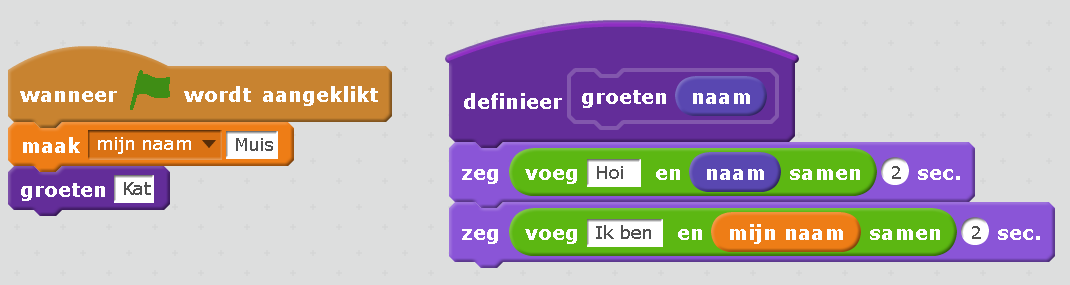 wanneer wordt aangeklikt
maak mijn naam Muis
groeten Kat
definieer groeten naam
zeg voeg Hoi en naam samen 2 sec.
zeg voeg Ik ben en mijn naam samen 2 sec.